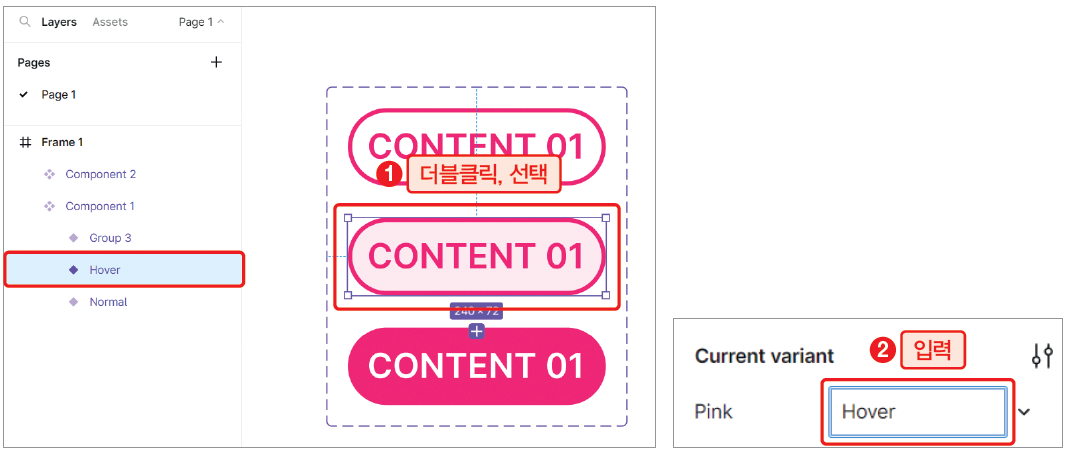 Layers Assets Page 1
Pages
Page 1
Frame 1
Component 2
Component 1
Group 3
Hover
Normal
CONTENT 01
1 더블클릭, 선택
CONTENT 01
240 × 72
CONTENT 01
Current variant
2 입력
Pink Hover